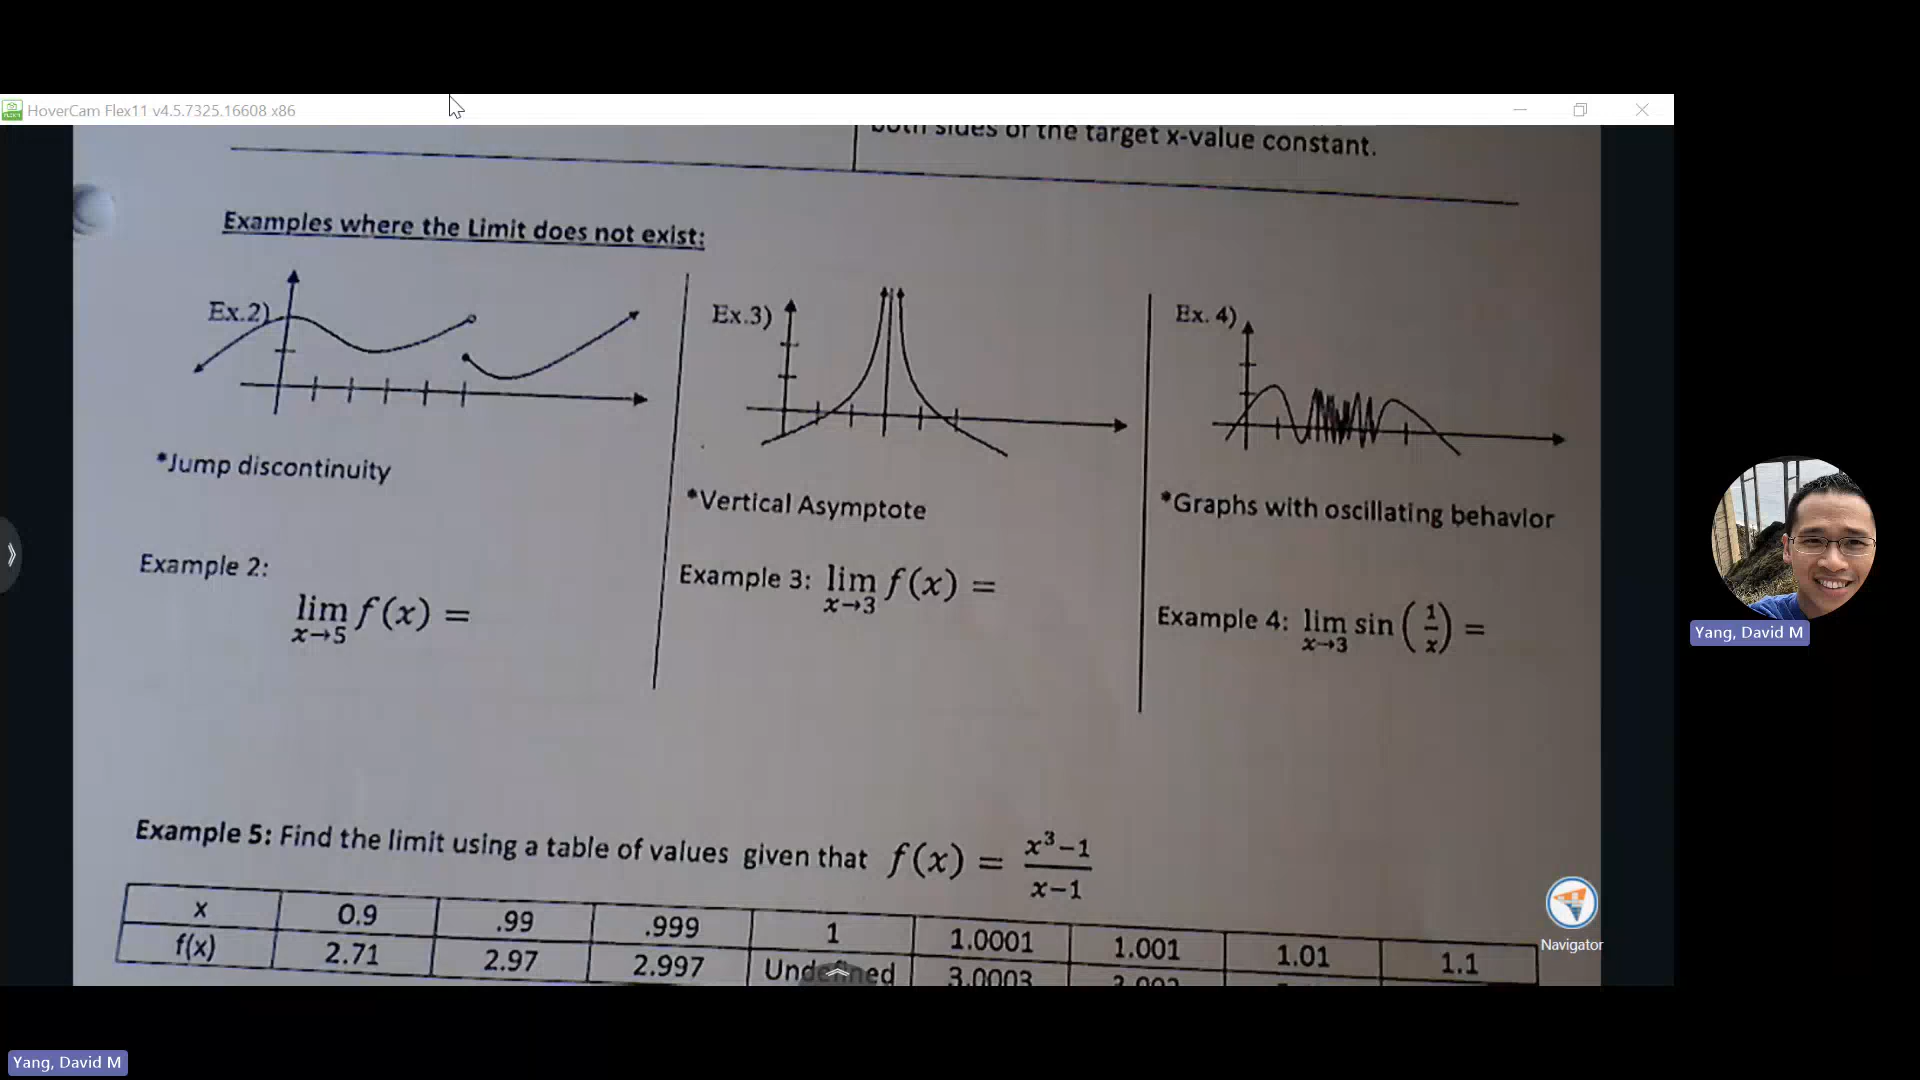 HoverCam Flex11 v4.5.7325.16608 x86
both sides of the target x-value constant.
Examples where the Limit does not exist:
Ex.2)
Ex.3)
Ex. 4)
*Jump discontinuity
*Vertical Asymptote
*Graphs with oscillating behavior
Example 2:
lim f(x) =
x→5
Example 3: lim f(x) =
x→3
Example 4: lim sin (1/x) =
x→3
Example 5: Find the limit using a table of values given that f(x) = x³−1
x−1
x 0.9 .99 .999 1 1.0001 1.001 1.01 1.1
f(x) 2.71 2.97 2.997 Undefined 3.0003
Navigator
Yang, David M
Yang, David M